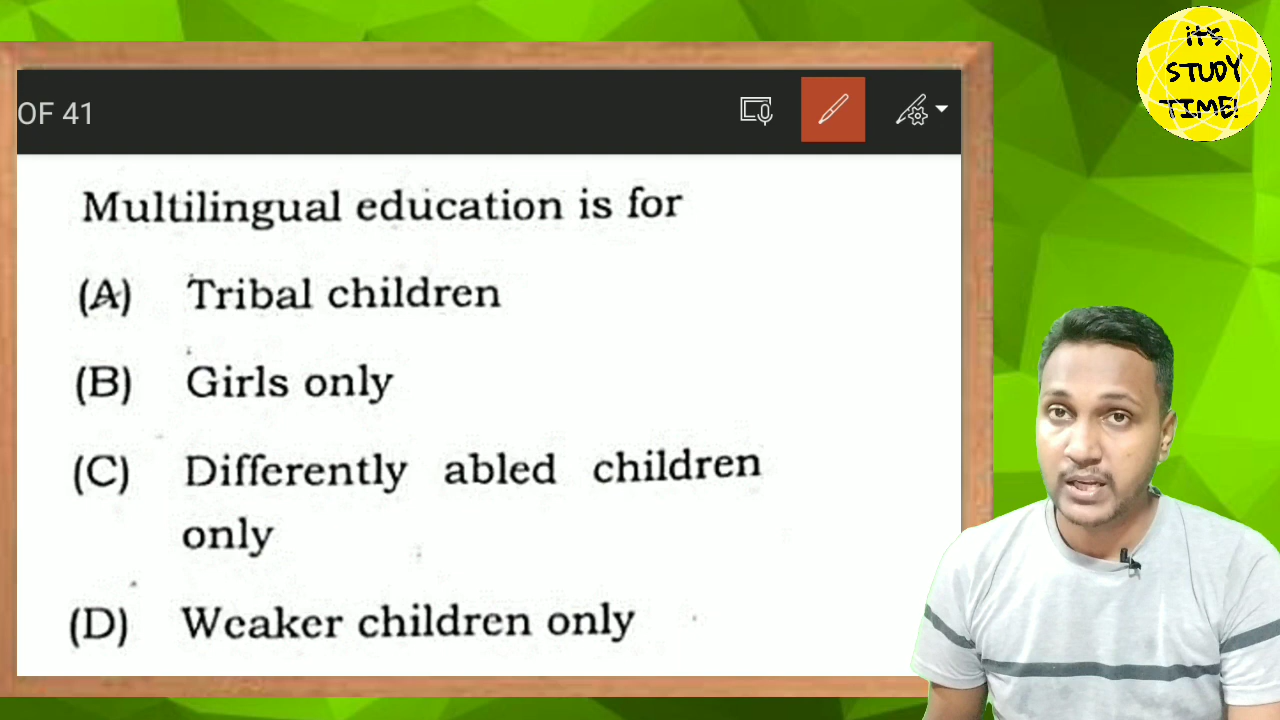 iT'S
STUDY
TIME!
OF 41
Multilingual education is for
(A) Tribal children
(B) Girls only
(C) Differently abled children
only
(D) Weaker children only